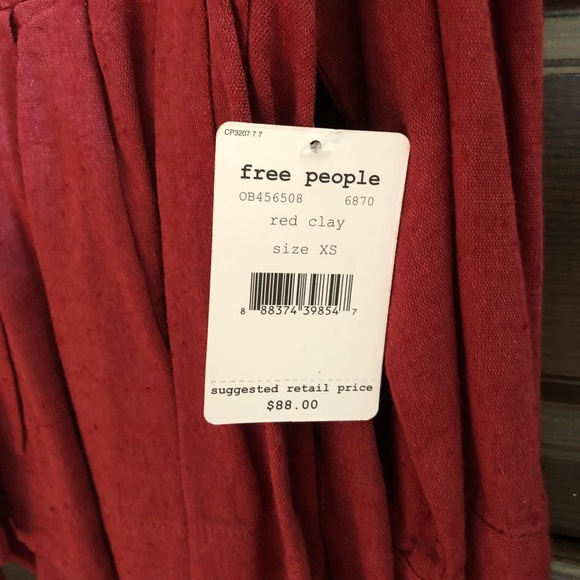 CP3207 7 7
free people
OB456508 6870
red clay
size XS
8 88374 39854 7
suggested retail price
$88.00